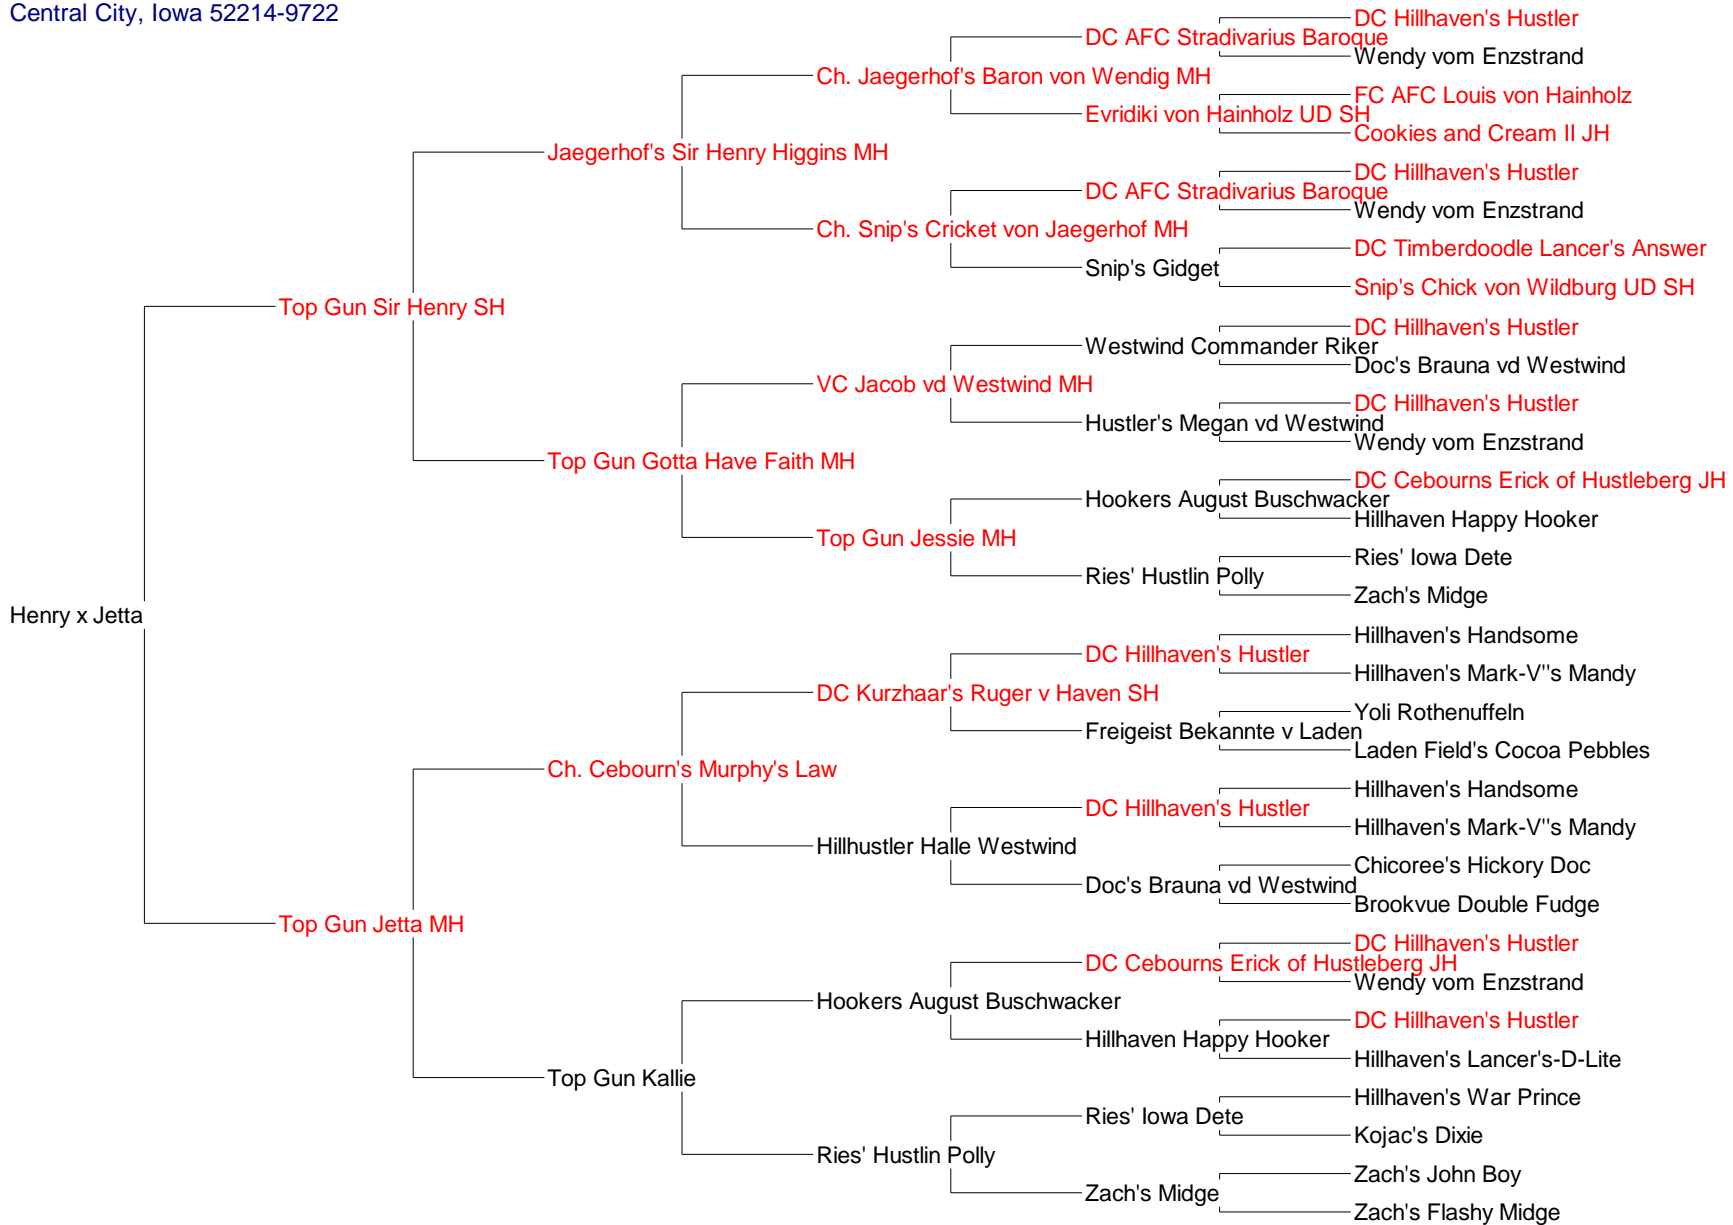 Central City, Iowa 52214-9722
DC Hillhaven's Hustler
DC AFC Stradivarius Baroque
Wendy vom Enzstrand
Ch. Jaegerhof's Baron von Wendig MH
FC AFC Louis von Hainholz
Evridiki von Hainholz UD SH
Cookies and Cream II JH
Jaegerhof's Sir Henry Higgins MH
DC Hillhaven's Hustler
DC AFC Stradivarius Baroque
Wendy vom Enzstrand
Ch. Snip's Cricket von Jaegerhof MH
DC Timberdoodle Lancer's Answer
Snip's Gidget
Snip's Chick von Wildburg UD SH
Top Gun Sir Henry SH
DC Hillhaven's Hustler
Westwind Commander Riker
Doc's Brauna vd Westwind
VC Jacob vd Westwind MH
DC Hillhaven's Hustler
Hustler's Megan vd Westwind
Wendy vom Enzstrand
Top Gun Gotta Have Faith MH
DC Cebourns Erick of Hustleberg JH
Hookers August Buschwacker
Hillhaven Happy Hooker
Top Gun Jessie MH
Ries' Iowa Dete
Ries' Hustlin Polly
Zach's Midge
Henry x Jetta
Hillhaven's Handsome
DC Hillhaven's Hustler
Hillhaven's Mark-V"s Mandy
DC Kurzhaar's Ruger v Haven SH
Yoli Rothenuffeln
Freigeist Bekannte v Laden
Laden Field's Cocoa Pebbles
Ch. Cebourn's Murphy's Law
Hillhaven's Handsome
DC Hillhaven's Hustler
Hillhaven's Mark-V"s Mandy
Hillhustler Halle Westwind
Chicoree's Hickory Doc
Doc's Brauna vd Westwind
Brookvue Double Fudge
Top Gun Jetta MH
DC Hillhaven's Hustler
DC Cebourns Erick of Hustleberg JH
Wendy vom Enzstrand
Hookers August Buschwacker
DC Hillhaven's Hustler
Hillhaven Happy Hooker
Hillhaven's Lancer's-D-Lite
Top Gun Kallie
Hillhaven's War Prince
Ries' Iowa Dete
Kojac's Dixie
Ries' Hustlin Polly
Zach's John Boy
Zach's Midge
Zach's Flashy Midge